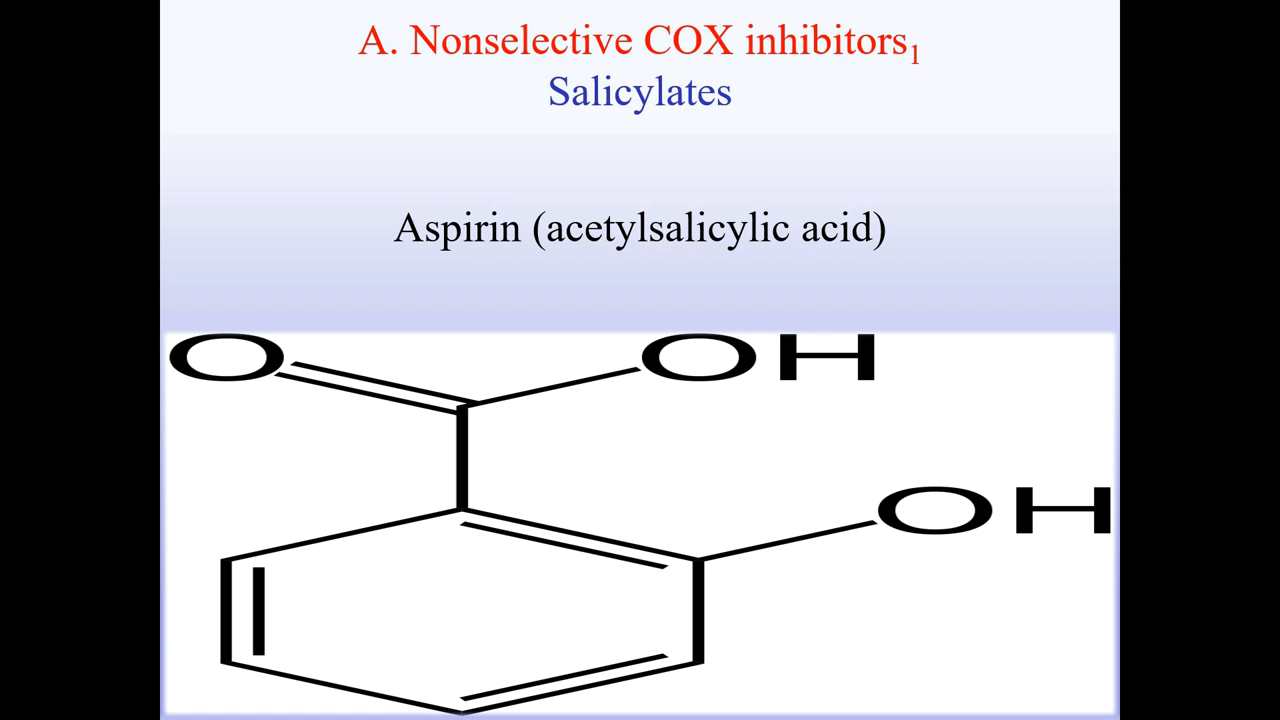 A. Nonselective COX inhibitors₁
Salicylates
Aspirin (acetylsalicylic acid)
O OH
OH